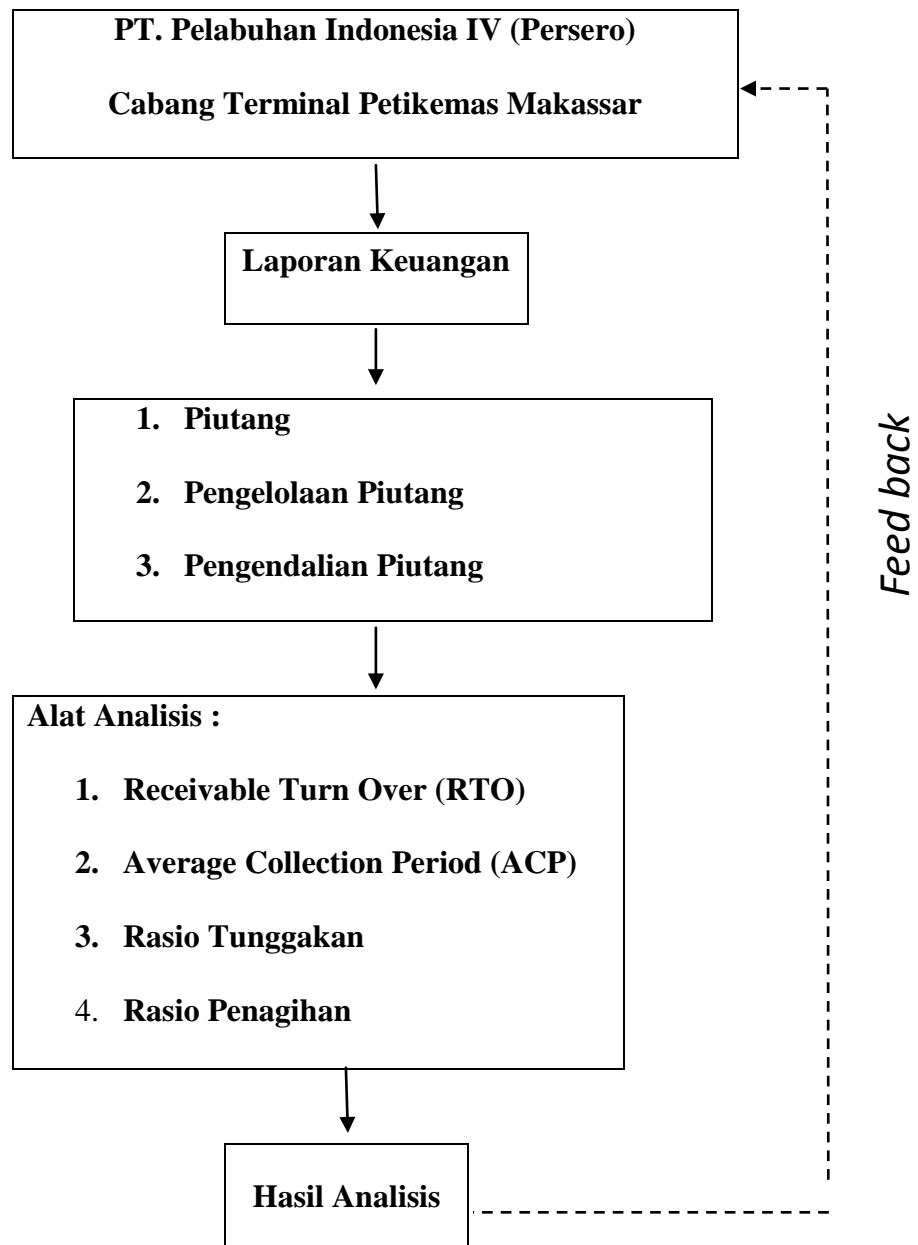 PT. Pelabuhan Indonesia IV (Persero)
Cabang Terminal Petikemas Makassar
Laporan Keuangan
1. Piutang
2. Pengelolaan Piutang
3. Pengendalian Piutang
Alat Analisis :
1. Receivable Turn Over (RTO)
2. Average Collection Period (ACP)
3. Rasio Tunggakan
4. Rasio Penagihan
Hasil Analisis
Feed back